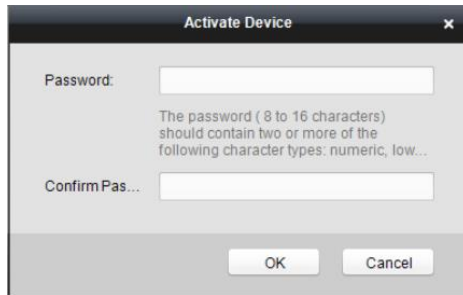 Activate Device ×
Password:
The password ( 8 to 16 characters)
should contain two or more of the
following character types: numeric, low...
Confirm Pas...
OK Cancel